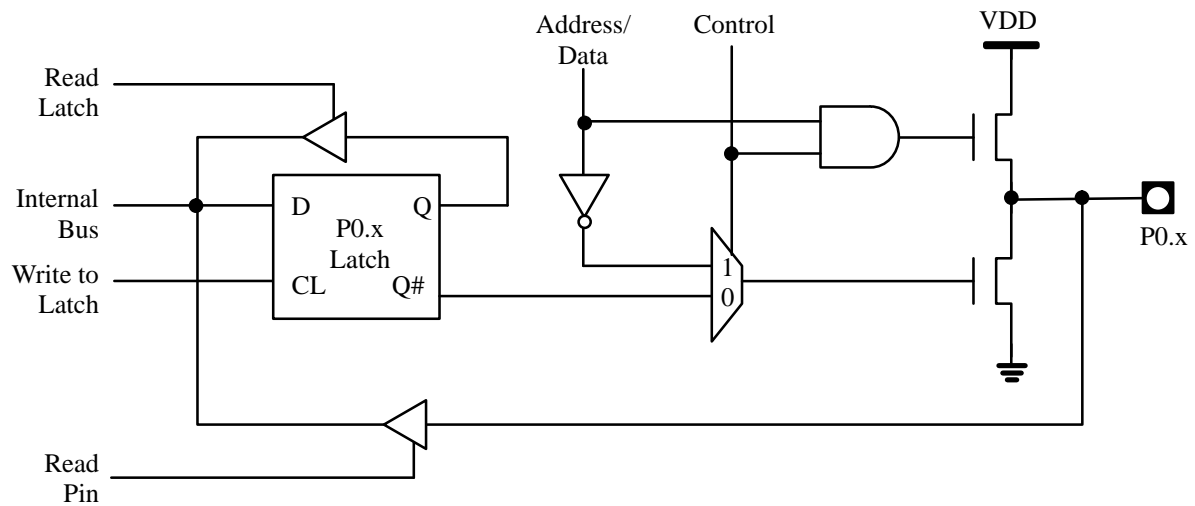 Address/
Data
Control
VDD
Read
Latch
Internal
Bus
D
Q
P0.x
Latch
Write to
Latch
CL
Q#
1
0
P0.x
Read
Pin